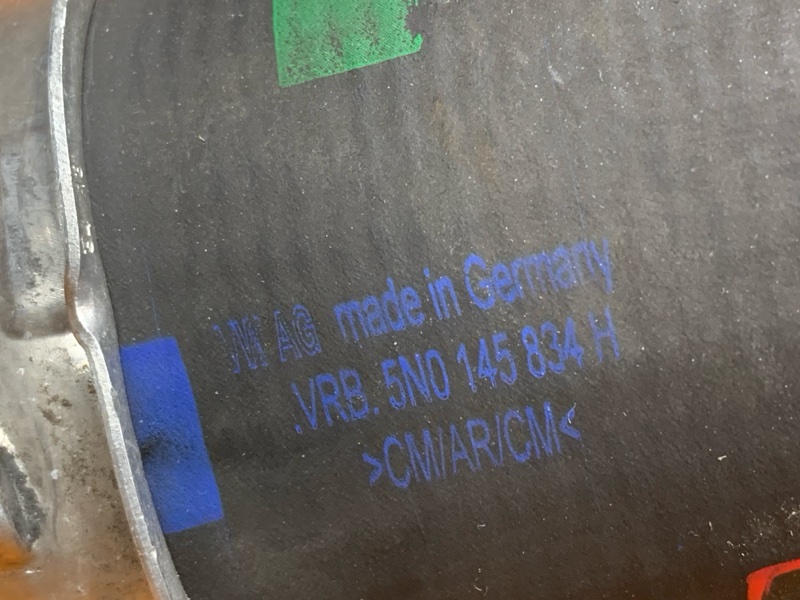 VW AG made in Germany
.VRB. 5N0 145 834 H
>CM/AR/CM<